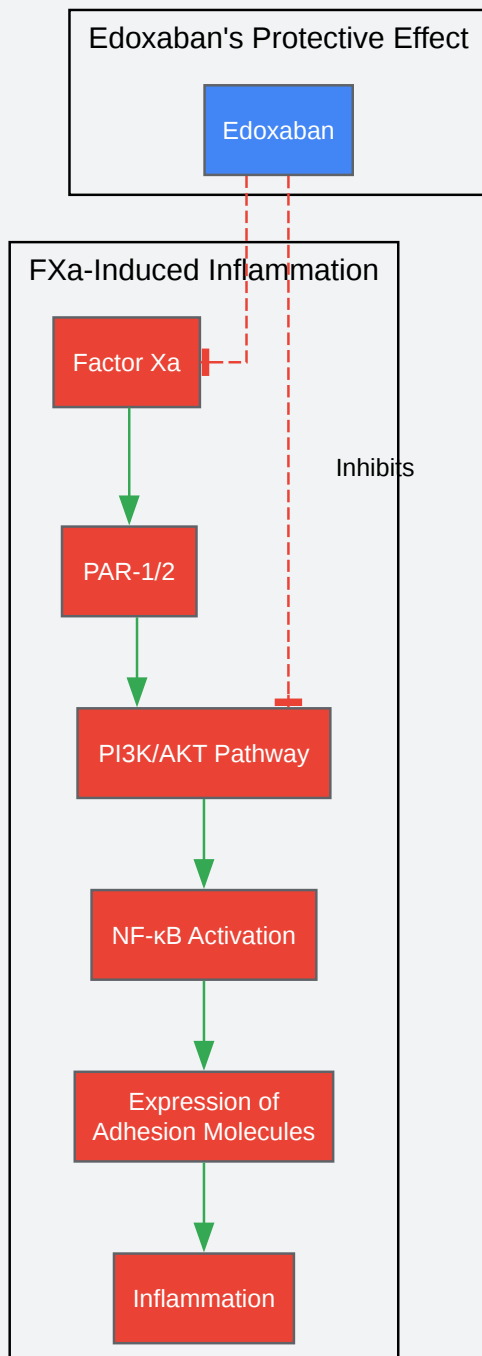 Edoxaban's Protective Effect
Edoxaban
FXa-Induced Inflammation
Factor Xa
Inhibits
PAR-1/2
PI3K/AKT Pathway
NF-κB Activation
Expression of
Adhesion Molecules
Inflammation